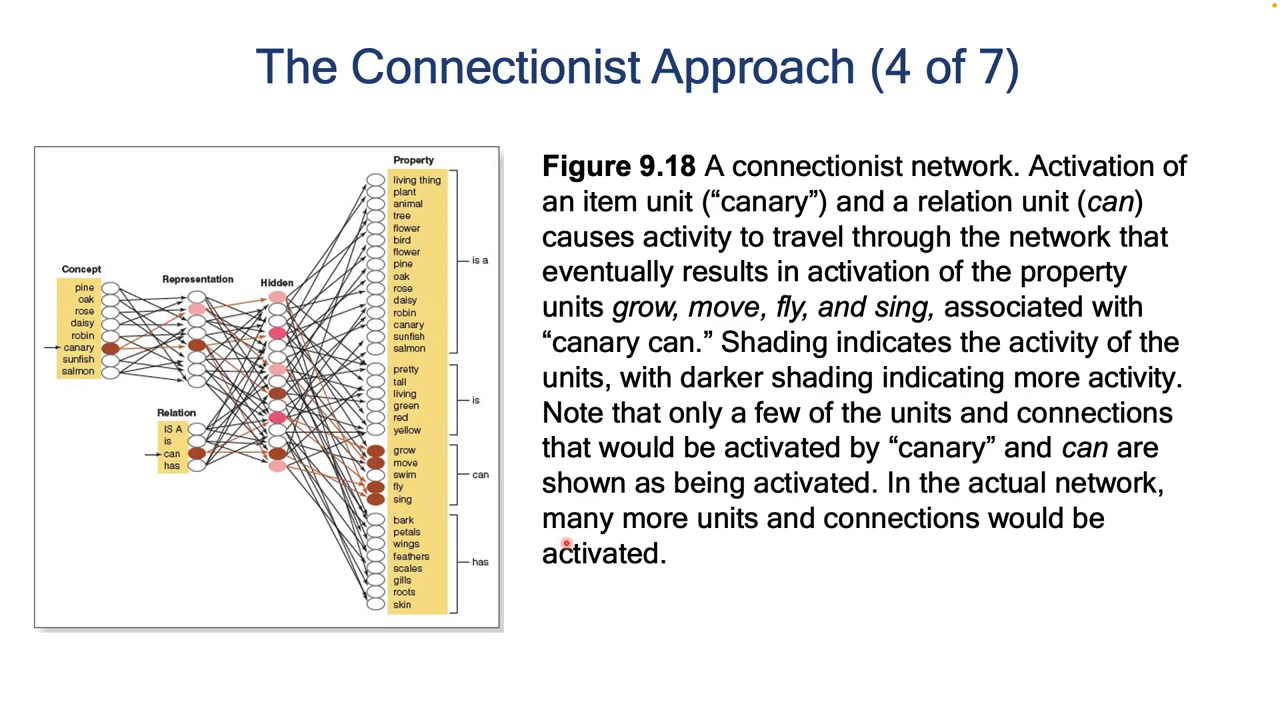 The Connectionist Approach (4 of 7)
Property
living thing
plant
animal
tree
flower
bird
flower
pine
oak
rose
daisy
robin
canary
sunfish
salmon
is a
pretty
tall
living
green
red
yellow
is
grow
move
swim
fly
sing
can
bark
petals
wings
feathers
scales
gills
roots
skin
has
Concept
pine
oak
rose
daisy
robin
canary
sunfish
salmon
Representation
Hidden
Relation
IS A
is
can
has
Figure 9.18 A connectionist network. Activation of
an item unit (“canary”) and a relation unit (can)
causes activity to travel through the network that
eventually results in activation of the property
units grow, move, fly, and sing, associated with
“canary can.” Shading indicates the activity of the
units, with darker shading indicating more activity.
Note that only a few of the units and connections
that would be activated by “canary” and can are
shown as being activated. In the actual network,
many more units and connections would be
activated.